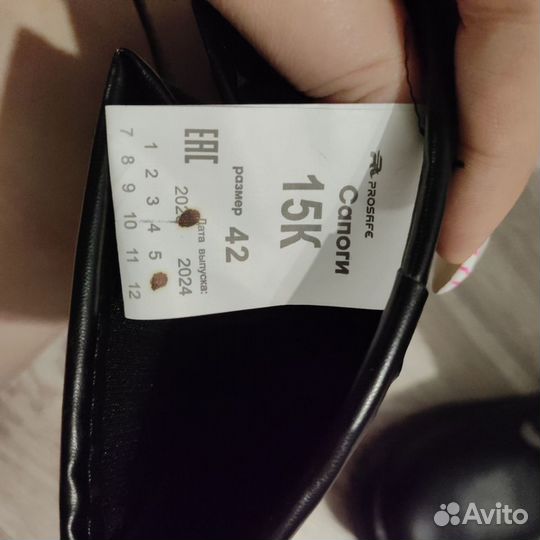 PROSAFE
Сапоги
15К
размер 42
EAC
Дата выпуска:
2024
1 2 3 4 5
7 8 9 10 11 12
Avito